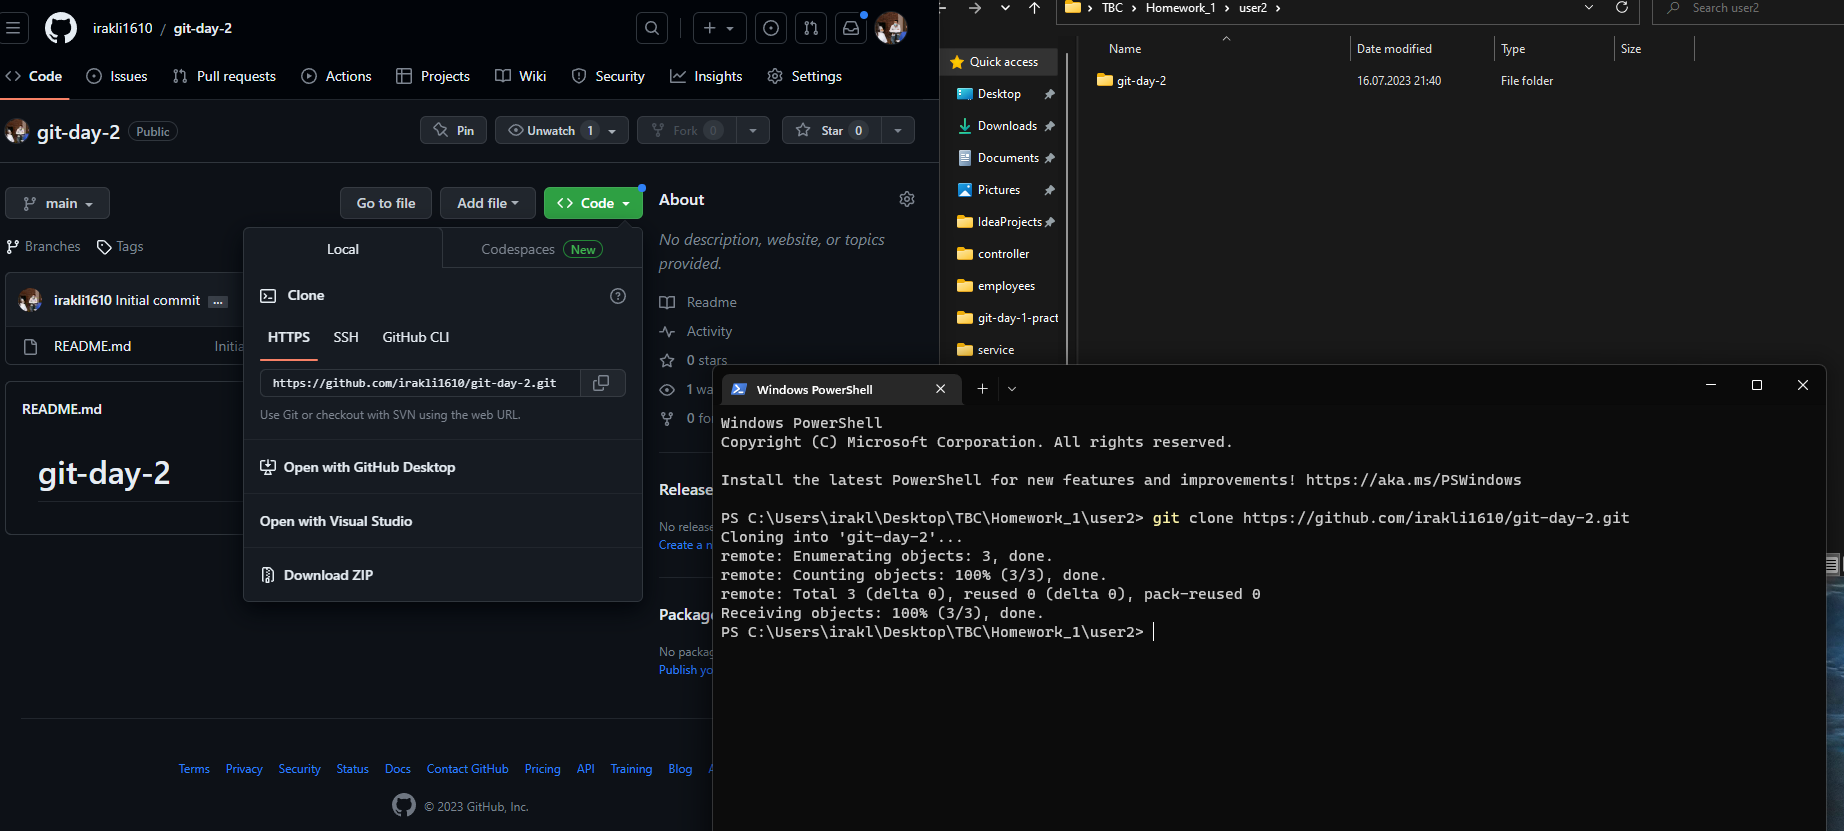 irakli1610 / git-day-2
Code Issues Pull requests Actions Projects Wiki Security Insights Settings
git-day-2 Public
Pin Unwatch 1 Fork 0 Star 0
main Go to file Add file Code
Branches Tags
irakli1610 Initial commit ...
README.md Initia
README.md
git-day-2
Local Codespaces New
Clone
HTTPS SSH GitHub CLI
https://github.com/irakli1610/git-day-2.git
Use Git or checkout with SVN using the web URL.
Open with GitHub Desktop
Open with Visual Studio
Download ZIP
About
No description, website, or topics
provided.
Readme
Activity
0 stars
1 wa
0 fo
Release
No release
Create a n
Packag
No packag
Publish yo
Terms Privacy Security Status Docs Contact GitHub Pricing API Training Blog
© 2023 GitHub, Inc.
TBC › Homework_1 › user2 ›
Search user2
Name Date modified Type Size
git-day-2 16.07.2023 21:40 File folder
Quick access
Desktop
Downloads
Documents
Pictures
IdeaProjects
controller
employees
git-day-1-pract
service
Windows PowerShell
Windows PowerShell
Copyright (C) Microsoft Corporation. All rights reserved.
Install the latest PowerShell for new features and improvements! https://aka.ms/PSWindows
PS C:\Users\irakl\Desktop\TBC\Homework_1\user2> git clone https://github.com/irakli1610/git-day-2.git
Cloning into 'git-day-2'...
remote: Enumerating objects: 3, done.
remote: Counting objects: 100% (3/3), done.
remote: Total 3 (delta 0), reused 0 (delta 0), pack-reused 0
Receiving objects: 100% (3/3), done.
PS C:\Users\irakl\Desktop\TBC\Homework_1\user2>